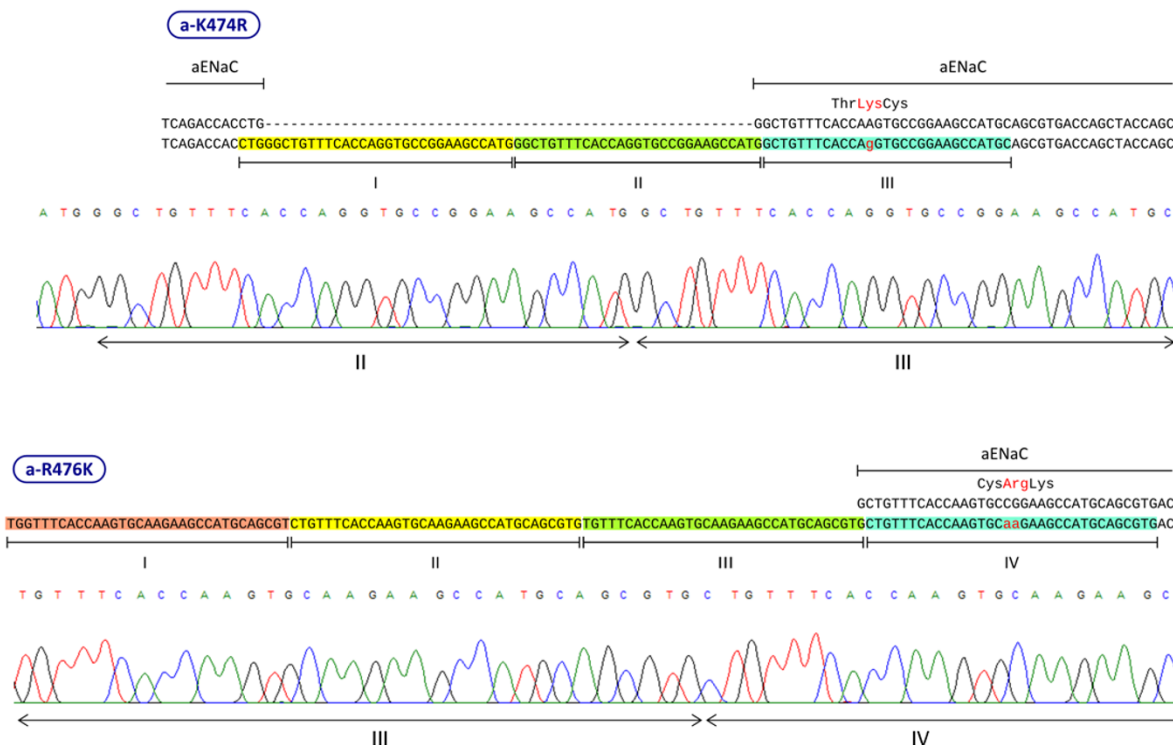 a-K474R
aENaC aENaC
ThrLysCys
TCAGACCACCTG---------------------------------------------------------GGCTGTTTCACCAAGTGCCGGAAGCCATGCAGCGTGACCAGCTACCAGC
TCAGACCACCTGGGCTGTTTCACCAGGTGCCGGAAGCCATGGGCTGTTTCACCAGGTGCCGGAAGCCATGGCTGTTTCACCAgGTGCCGGAAGCCATGCAGCGTGACCAGCTACCAGC
I II III
A T G G G C T G T T T C A C C A G G T G C C G G A A G C C A T G G C T G T T T C A C C A G G T G C C G G A A G C C A T G C
II III
a-R476K
aENaC
CysArgLys
GCTGTTTCACCAAGTGCCGGAAGCCATGCAGCGTGAC
TGGTTTCACCAAGTGCAAGAAGCCATGCAGCGTCTGTTTCACCAAGTGCAAGAAGCCATGCAGCGTGTGTTTCACCAAGTGCAAGAAGCCATGCAGCGTGCTGTTTCACCAAGTGCaaGAAGCCATGCAGCGTGAC
I II III IV
T G T T T C A C C A A G T G C A A G A A G C C A T G C A G C G T G C T G T T T C A C C A A G T G C A A G A A G C
III IV